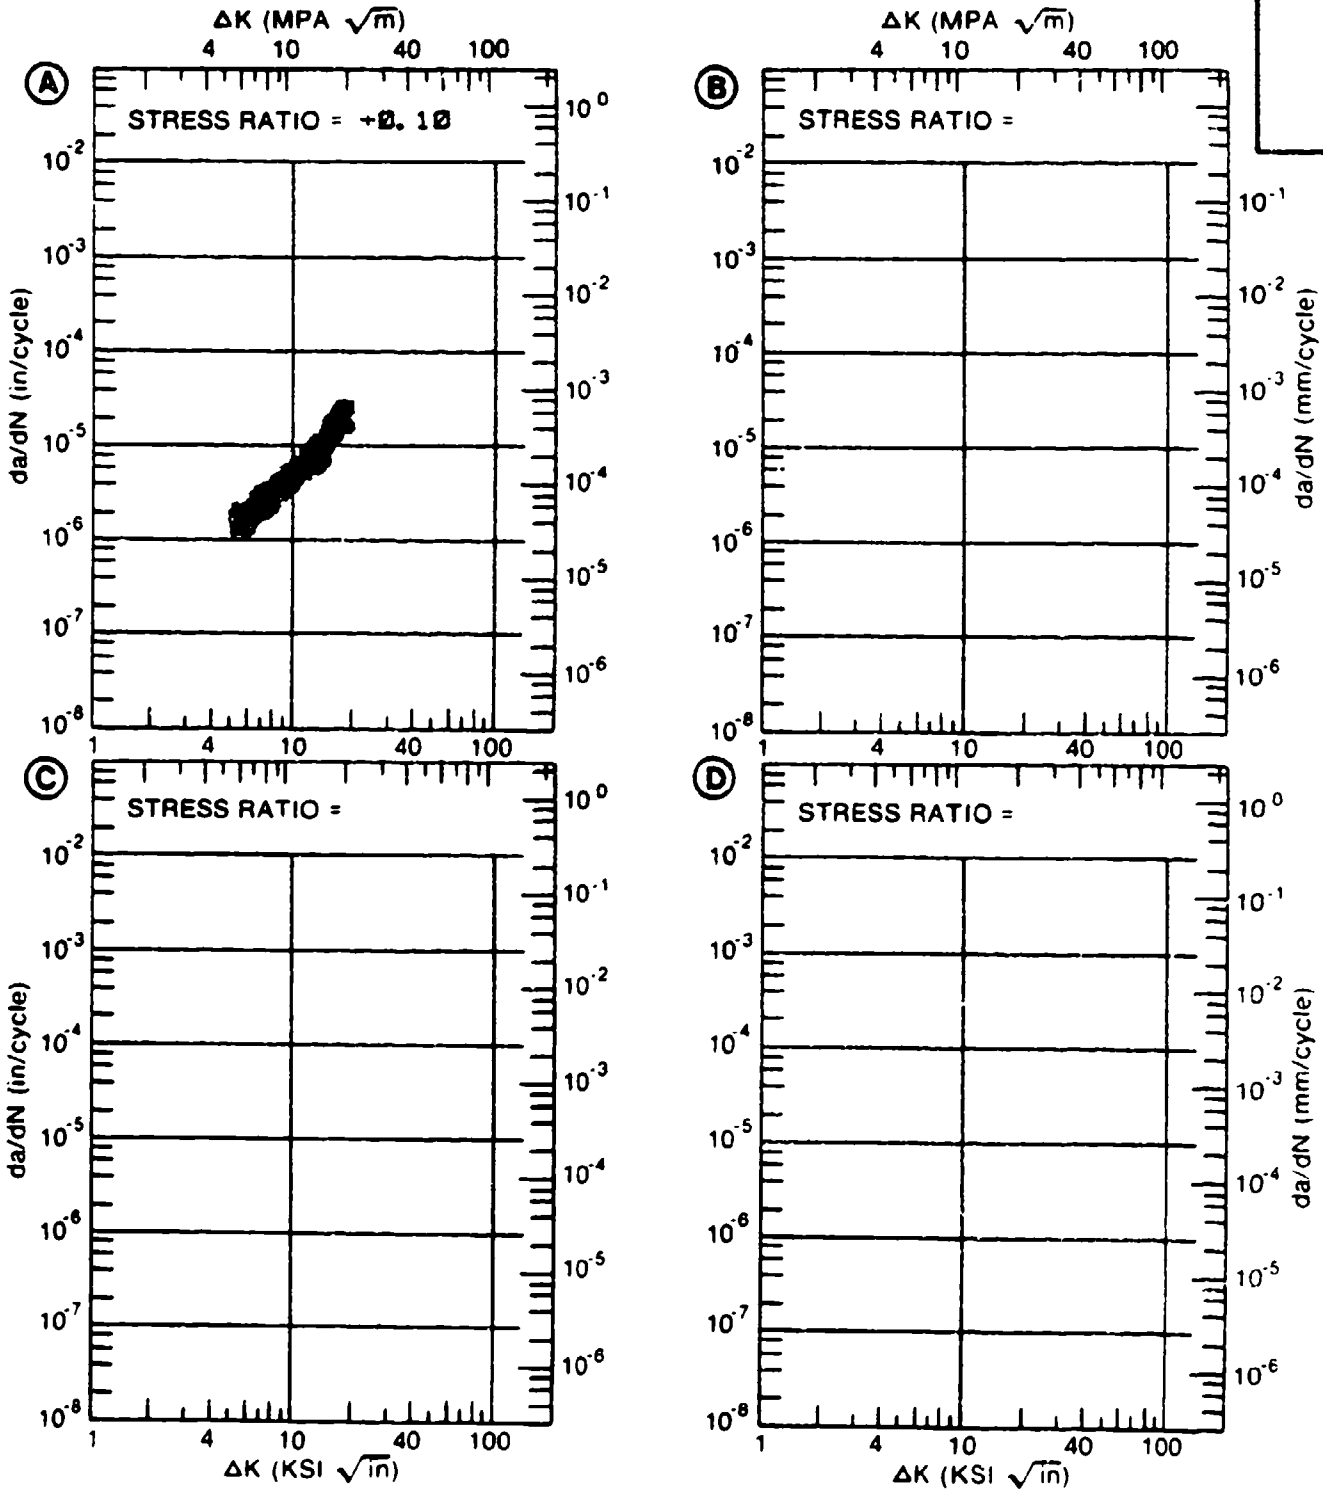 ΔK (MPA √m)
4 10 40 100
A
STRESS RATIO = +0.10
10⁻²
10⁻³
10⁻⁴
10⁻⁵
10⁻⁶
10⁻⁷
10⁻⁸
da/dN (in/cycle)
10⁰
10⁻¹
10⁻²
10⁻³
10⁻⁴
10⁻⁵
10⁻⁶
1 4 10 40 100
ΔK (MPA √m)
4 10 40 100
B
STRESS RATIO =
10⁻²
10⁻³
10⁻⁴
10⁻⁵
10⁻⁶
10⁻⁷
10⁻⁸
10⁻¹
10⁻²
10⁻³
10⁻⁴
10⁻⁵
10⁻⁶
da/dN (mm/cycle)
1 4 10 40 100
C
STRESS RATIO =
10⁻²
10⁻³
10⁻⁴
10⁻⁵
10⁻⁶
10⁻⁷
10⁻⁸
da/dN (in/cycle)
10⁰
10⁻¹
10⁻²
10⁻³
10⁻⁴
10⁻⁵
10⁻⁶
1 4 10 40 100
ΔK (KSI √in)
D
STRESS RATIO =
10⁻²
10⁻³
10⁻⁴
10⁻⁵
10⁻⁶
10⁻⁷
10⁻⁸
10⁰
10⁻¹
10⁻²
10⁻³
10⁻⁴
10⁻⁵
10⁻⁶
da/dN (mm/cycle)
1 4 10 40 100
ΔK (KSI √in)